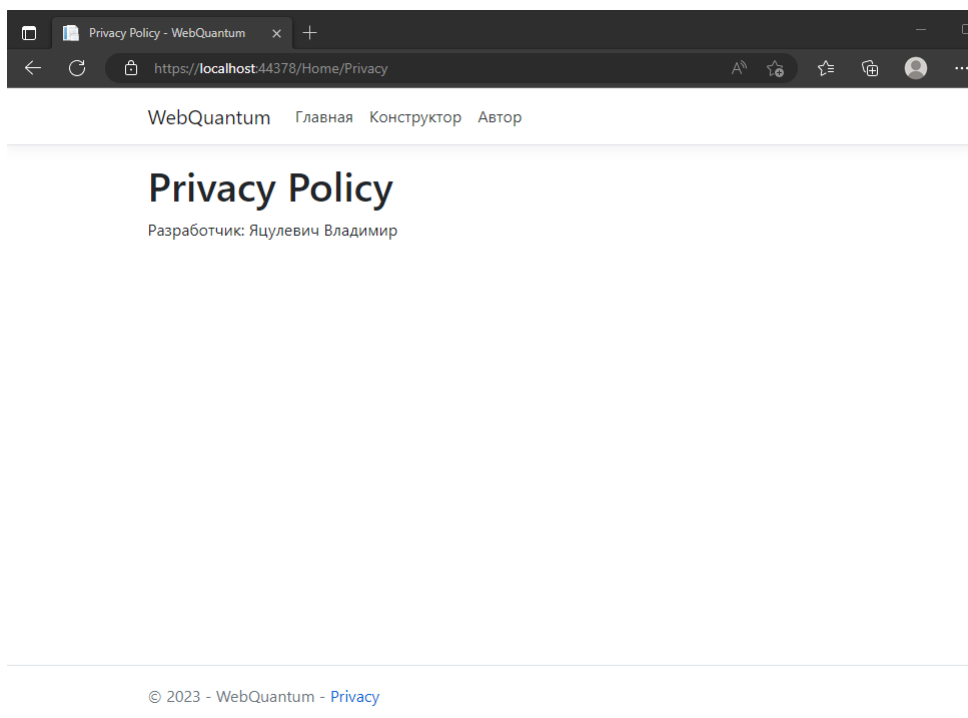 Privacy Policy - WebQuantum
https://localhost:44378/Home/Privacy
WebQuantum Главная Конструктор Автор
Privacy Policy
Разработчик: Яцулевич Владимир
© 2023 - WebQuantum - Privacy